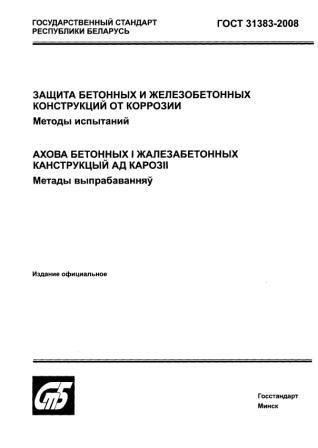 ГОСУДАРСТВЕННЫЙ СТАНДАРТ
РЕСПУБЛИКИ БЕЛАРУСЬ
ГОСТ 31383-2008
ЗАЩИТА БЕТОННЫХ И ЖЕЛЕЗОБЕТОННЫХ
КОНСТРУКЦИЙ ОТ КОРРОЗИИ
Методы испытаний
АХОВА БЕТОННЫХ І ЖАЛЕЗАБЕТОННЫХ
КАНСТРУКЦЫЙ АД КАРОЗІІ
Метады выпрабаванняў
Издание официальное
СТБ
Госстандарт
Минск